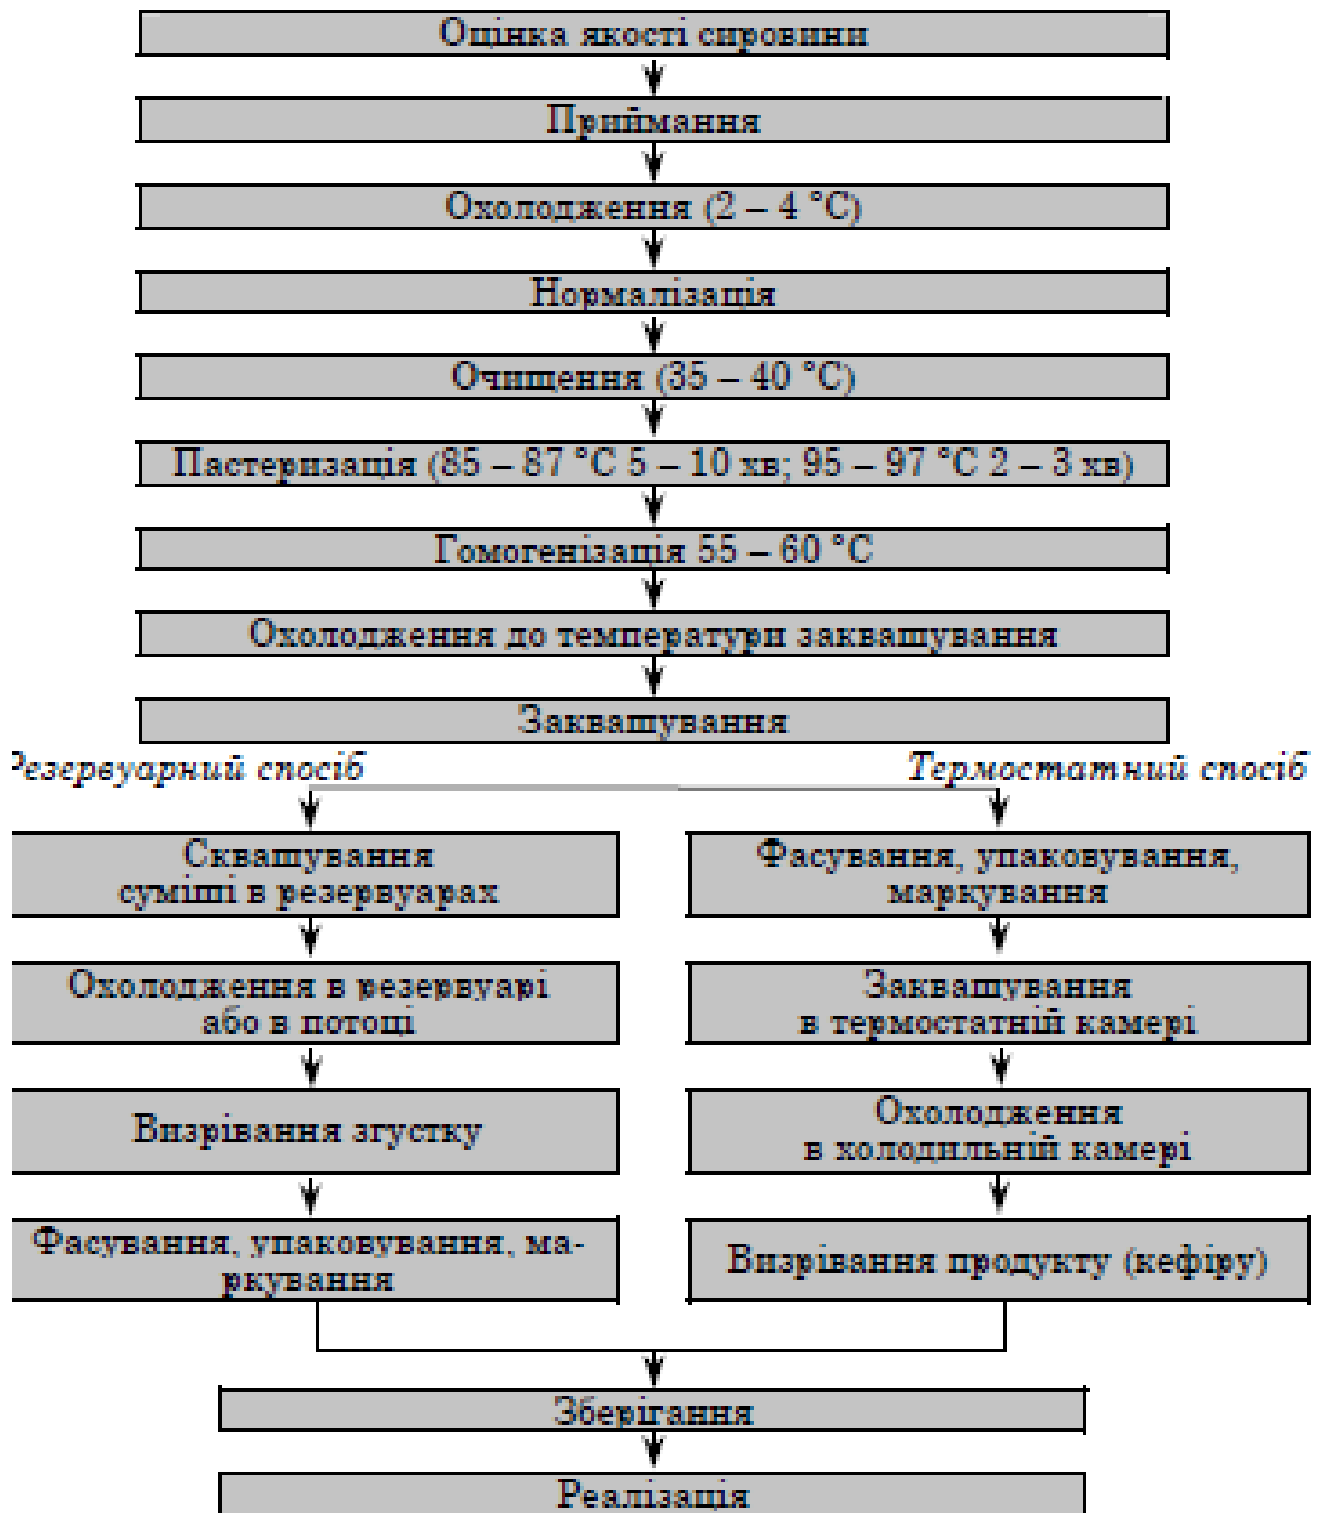 Оцінка якості сировини
Приймання
Охолодження (2 – 4 °C)
Нормалізація
Очищення (35 – 40 °C)
Пастеризація (85 – 87 °C 5 – 10 хв; 95 – 97 °C 2 – 3 хв)
Гомогенізація 55 – 60 °C
Охолодження до температури заквашування
Заквашування
Резервуарний спосіб
Термостатний спосіб
Сквашування
суміші в резервуарах
Фасування, упаковування,
маркування
Охолодження в резервуарі
або в потоці
Заквашування
в термостатній камері
Визрівання згустку
Охолодження
в холодильній камері
Фасування, упаковування, ма-
ркування
Визрівання продукту (кефіру)
Зберігання
Реалізація